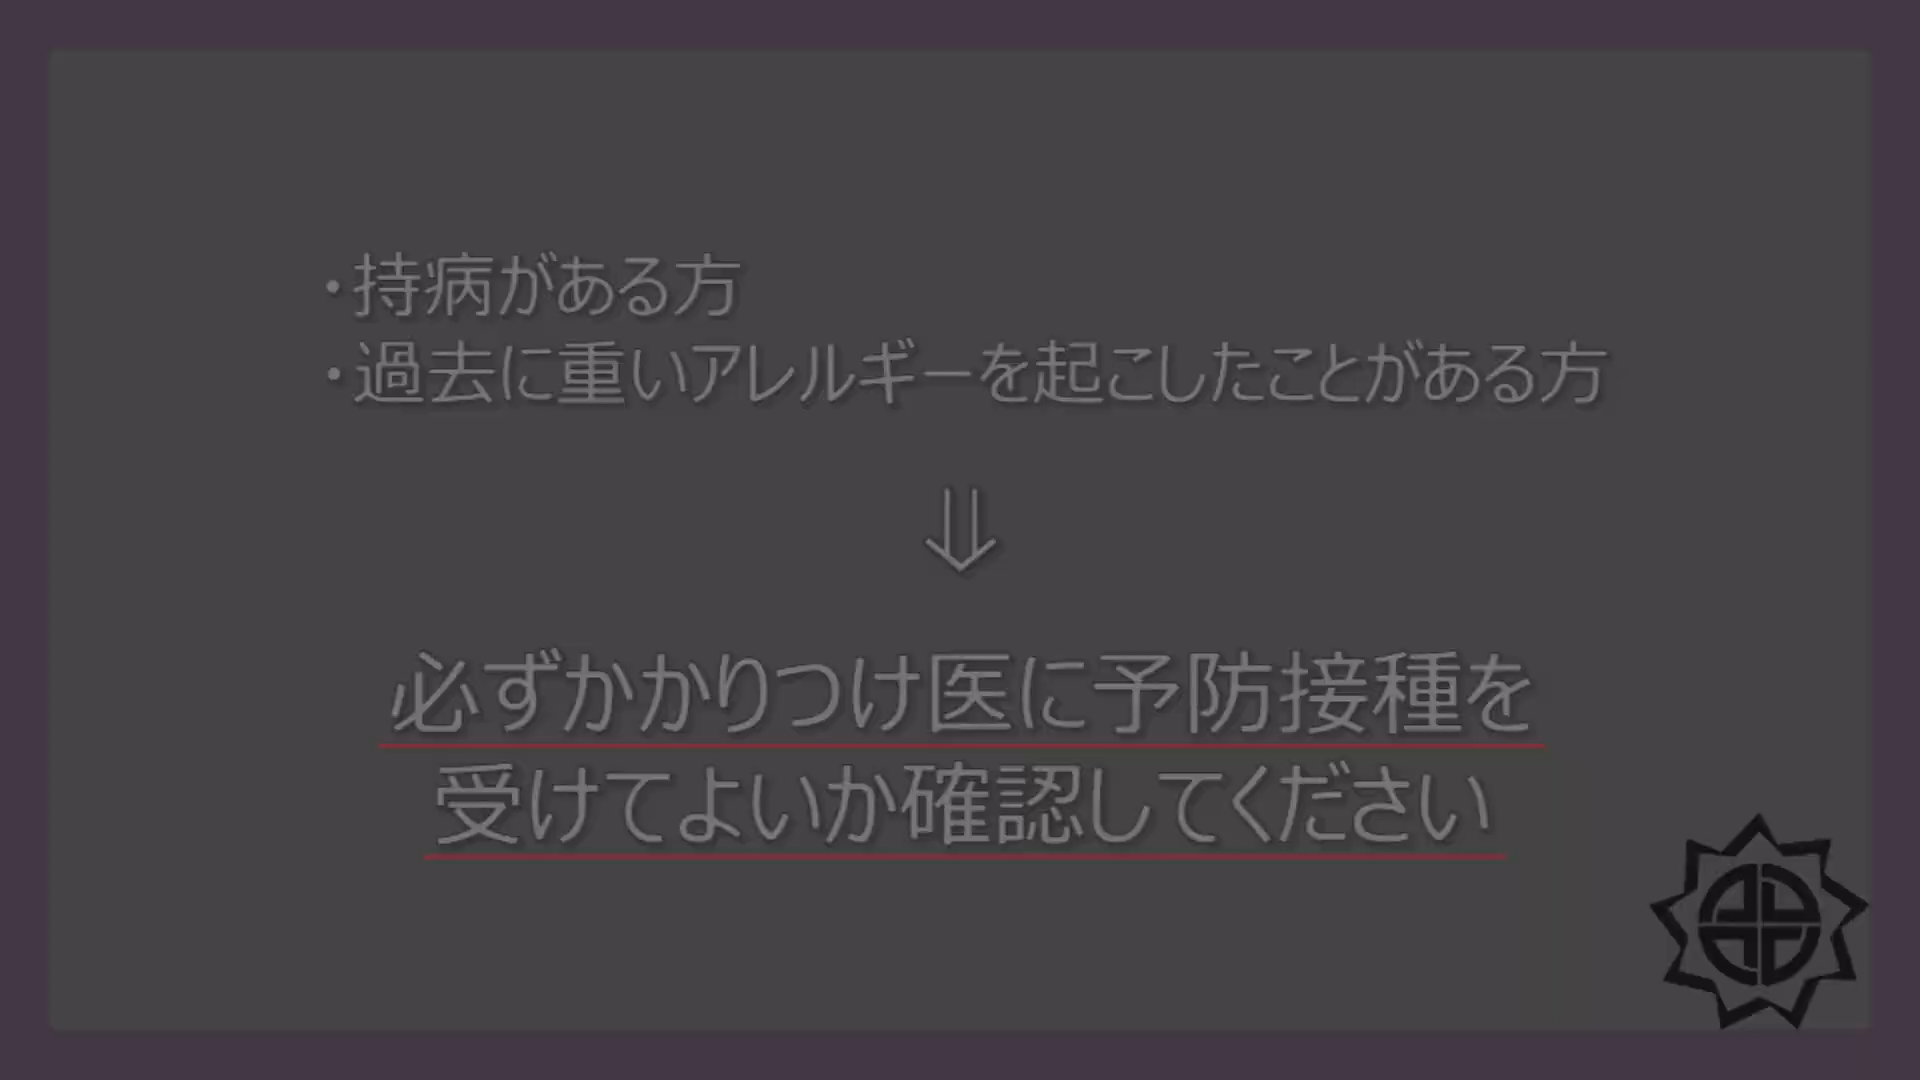 ・持病がある方
・過去に重いアレルギーを起こしたことがある方
⇓
必ずかかりつけ医に予防接種を
受けてよいか確認してください